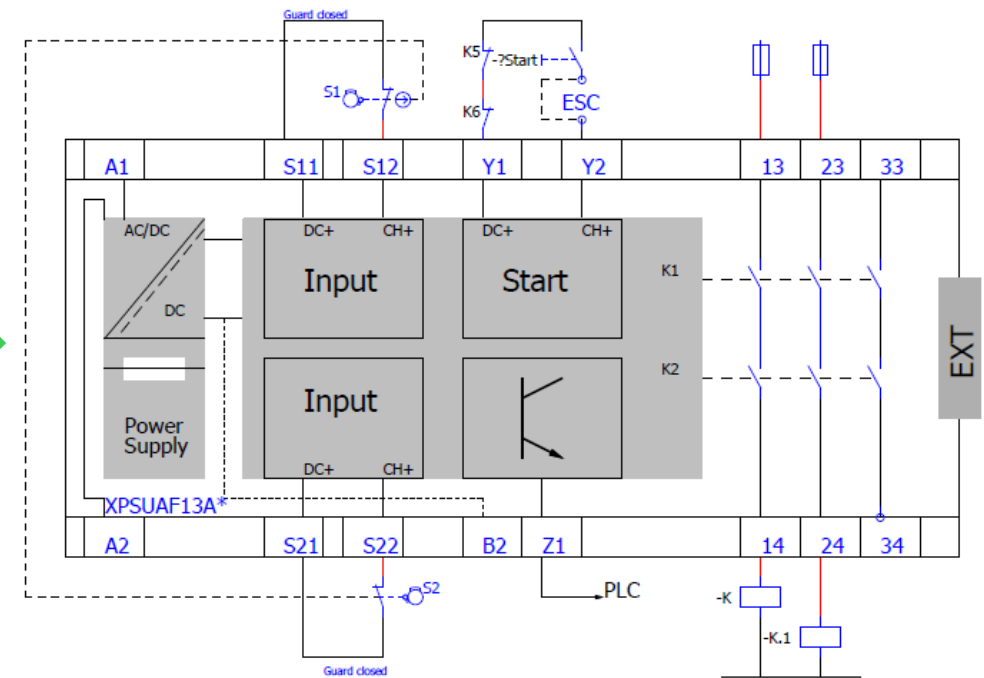 Guard closed
K5
-?Start
S1
K6
ESC
A1
S11
S12
Y1
Y2
13
23
33
AC/DC
DC+
CH+
DC+
CH+
Input
Start
K1
DC
EXT
K2
Input
Power
Supply
DC+
CH+
XPSUAF13A*
A2
S21
S22
B2
Z1
14
24
34
S2
PLC
-K
-K.1
Guard closed